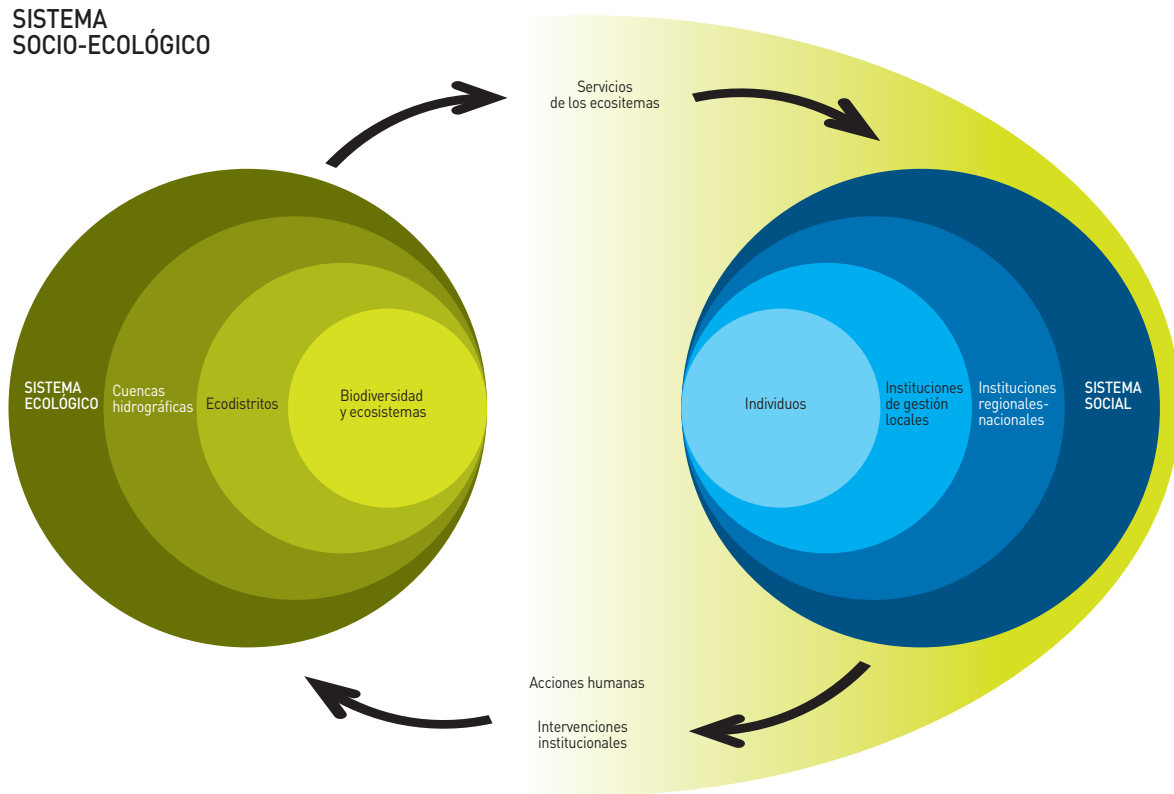 SISTEMA
SOCIO-ECOLÓGICO
Servicios
de los ecositemas
SISTEMA
ECOLÓGICO
Cuencas
hidrográficas
Ecodistritos
Biodiversidad
y ecosistemas
Individuos
Instituciones
de gestión
locales
Instituciones
regionales-
nacionales
SISTEMA
SOCIAL
Acciones humanas
Intervenciones
institucionales